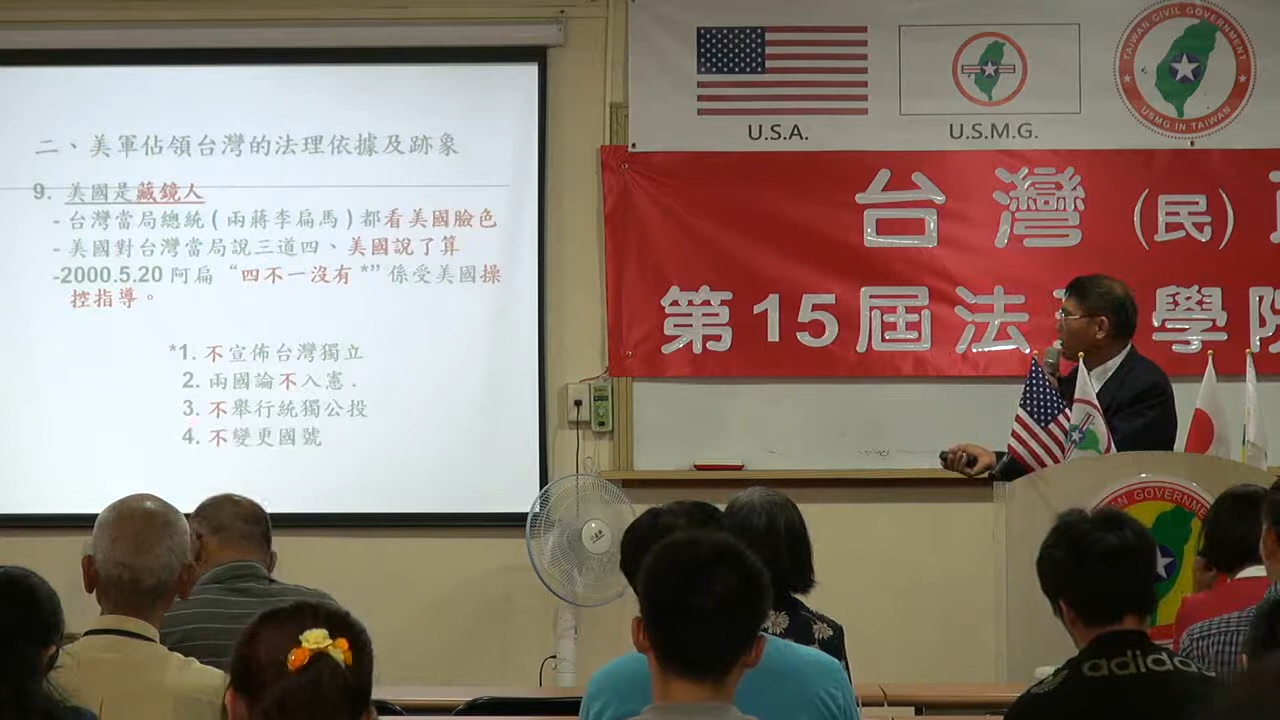 二、美軍佔領台灣的法理依據及跡象
9. 美國是藏鏡人
- 台灣當局總統(兩蔣李扁馬)都看美國臉色
- 美國對台灣當局說三道四、美國說了算
-2000.5.20 阿扁“四不一沒有*”係受美國操
控指導。
*1. 不宣佈台灣獨立
2. 兩國論不入憲.
3. 不舉行統獨公投
4. 不變更國號
U.S.A.
U.S.M.G.
TAIWAN CIVIL GOVERNMENT
USMG IN TAIWAN
台灣(民)
第15屆法 學院
GOVERNMENT
adidas